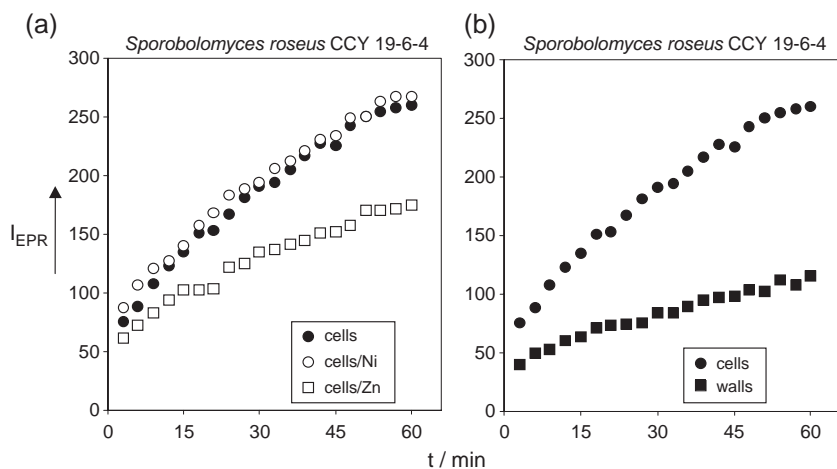 (a)
Sporobolomyces roseus CCY 19-6-4
300
250
200
150
100
50
0
I_EPR
cells
cells/Ni
cells/Zn
0
15
30
45
60
(b)
Sporobolomyces roseus CCY 19-6-4
300
250
200
150
100
50
0
cells
walls
0
15
30
45
60
t / min